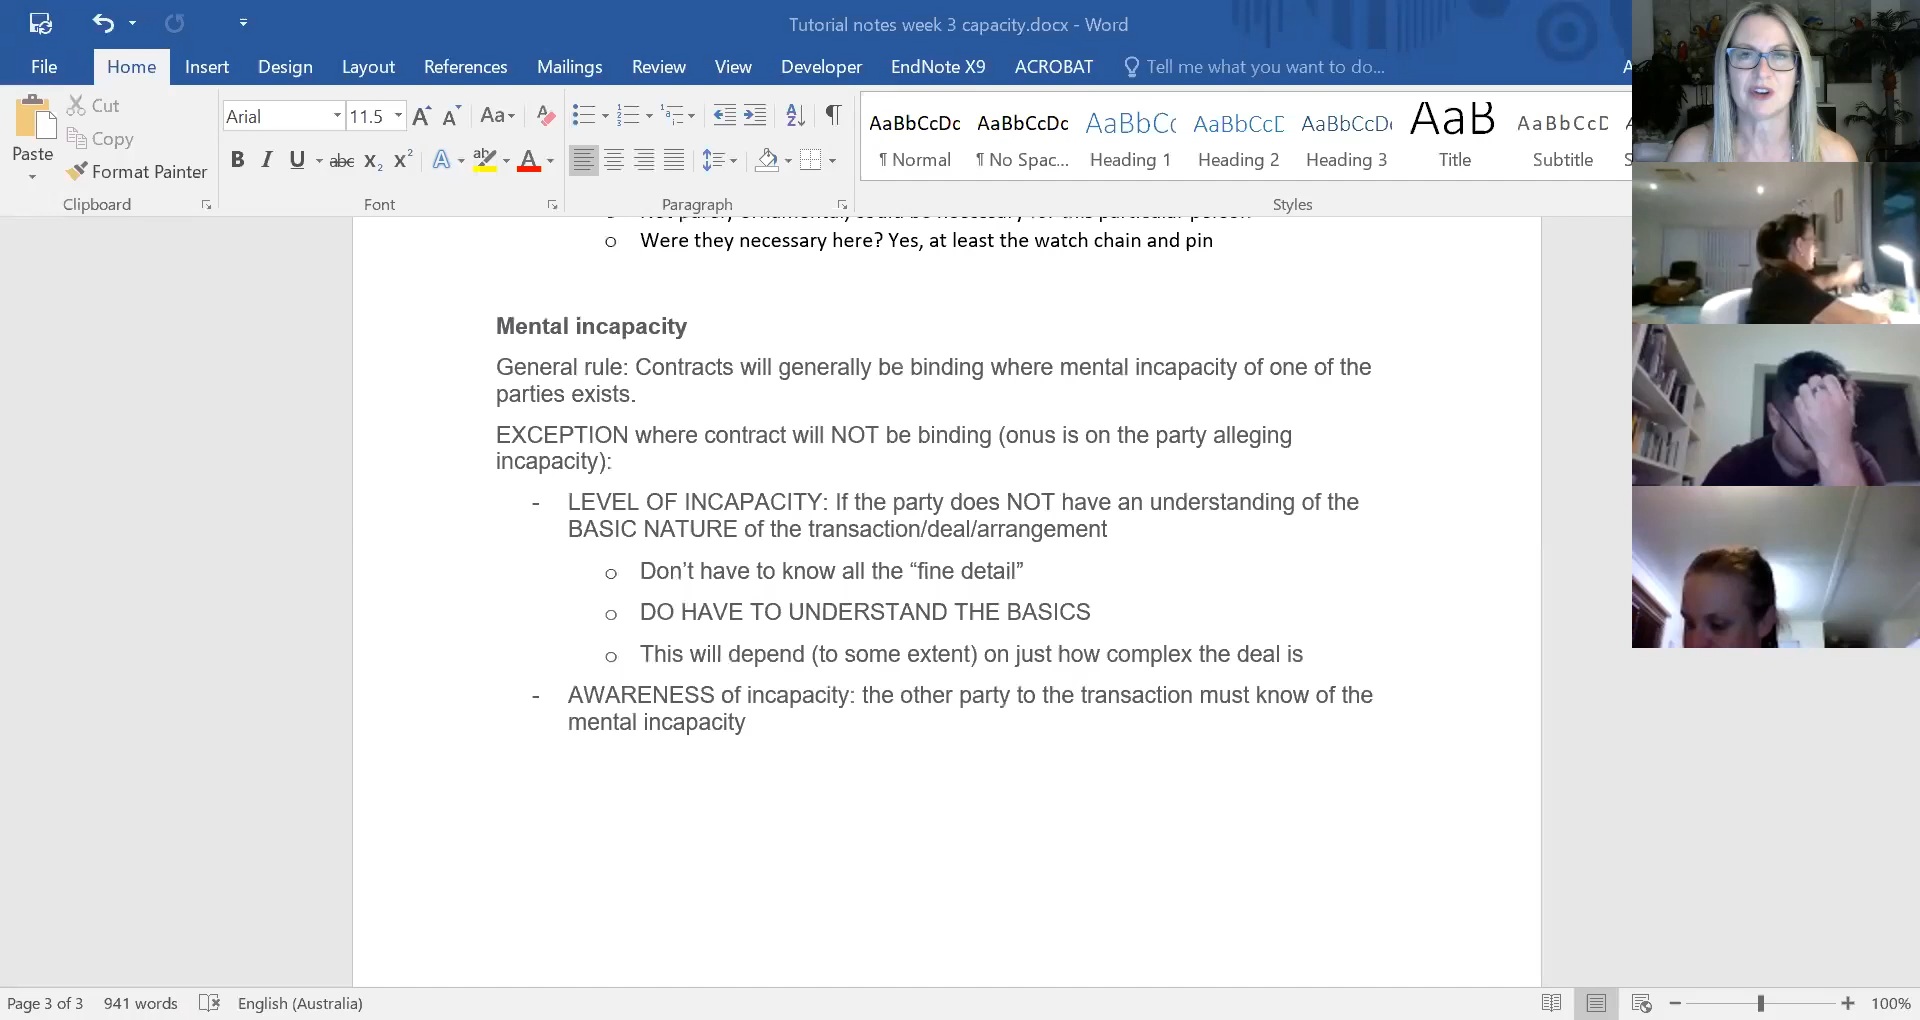 Tutorial notes week 3 capacity.docx - Word
File Home Insert Design Layout References Mailings Review View Developer EndNote X9 ACROBAT Tell me what you want to do...
Cut
Copy
Paste
Format Painter
Clipboard
Arial 11.5
Aa
B I U abc X₂ X²
Font
Paragraph
AaBbCcDc AaBbCcDc AaBbCc AaBbCcD AaBbCcD AaB AaBbCcD
¶ Normal ¶ No Spac... Heading 1 Heading 2 Heading 3 Title Subtitle
Styles
o Were they necessary here? Yes, at least the watch chain and pin
Mental incapacity
General rule: Contracts will generally be binding where mental incapacity of one of the
parties exists.
EXCEPTION where contract will NOT be binding (onus is on the party alleging
incapacity):
- LEVEL OF INCAPACITY: If the party does NOT have an understanding of the
BASIC NATURE of the transaction/deal/arrangement
o Don’t have to know all the “fine detail”
o DO HAVE TO UNDERSTAND THE BASICS
o This will depend (to some extent) on just how complex the deal is
- AWARENESS of incapacity: the other party to the transaction must know of the
mental incapacity
Page 3 of 3 941 words English (Australia) 100%